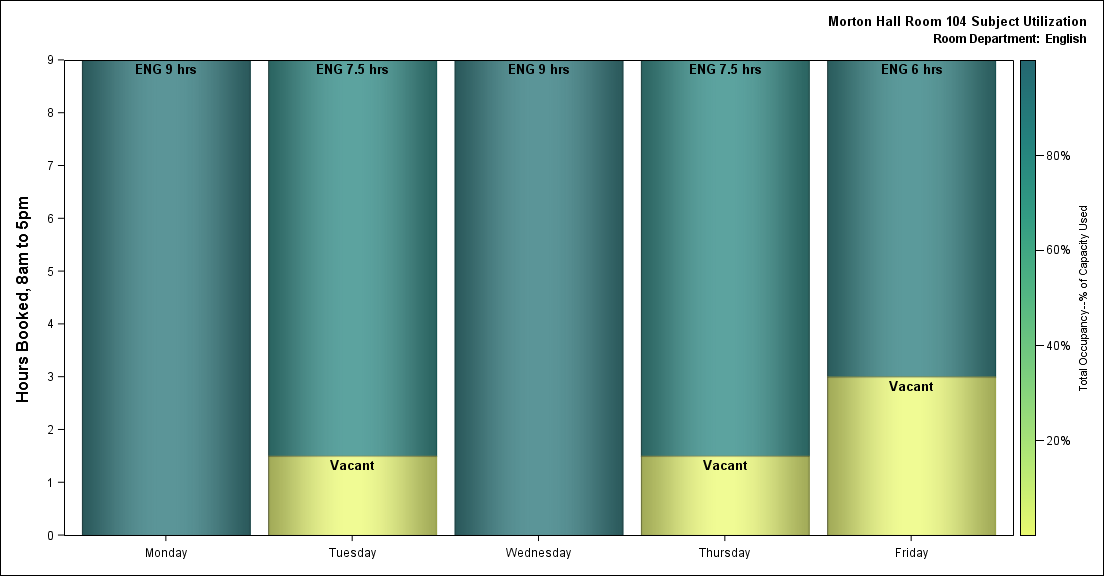 Morton Hall Room 104 Subject Utilization
Room Department: English
Hours Booked, 8am to 5pm
9
8
7
6
5
4
3
2
1
0
ENG 9 hrs
ENG 7.5 hrs
ENG 9 hrs
ENG 7.5 hrs
ENG 6 hrs
Vacant
Vacant
Vacant
Monday
Tuesday
Wednesday
Thursday
Friday
80%
60%
40%
20%
Total Occupancy--% of Capacity Used